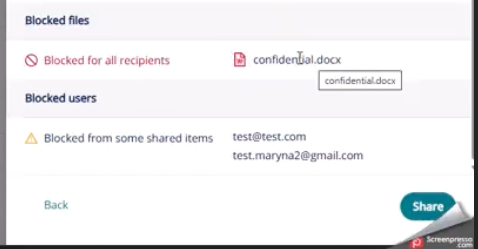 Blocked files
Blocked for all recipients confidential.docx
confidential.docx
Blocked users
Blocked from some shared items test@test.com
test.maryna2@gmail.com
Back Share
Screenpresso
.com